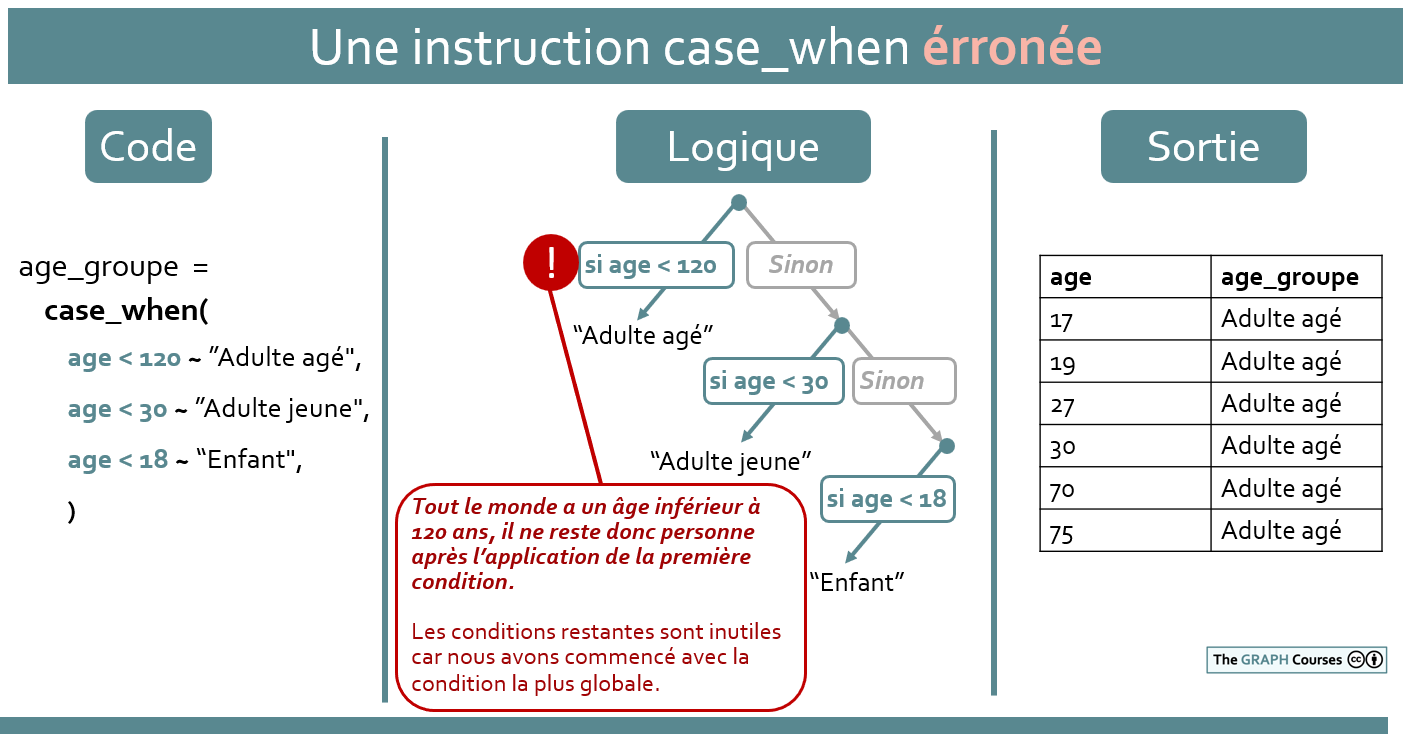 Une instruction case_when érronée
Code
age_groupe =
case_when(
age < 120 ~ ”Adulte agé",
age < 30 ~ ”Adulte jeune",
age < 18 ~ “Enfant",
)
Logique
!
si age < 120
Sinon
“Adulte agé”
si age < 30
Sinon
“Adulte jeune”
si age < 18
“Enfant”
Tout le monde a un âge inférieur à
120 ans, il ne reste donc personne
après l’application de la première
condition.
Les conditions restantes sont inutiles
car nous avons commencé avec la
condition la plus globale.
Sortie
age age_groupe
17 Adulte agé
19 Adulte agé
27 Adulte agé
30 Adulte agé
70 Adulte agé
75 Adulte agé
The GRAPH Courses cc